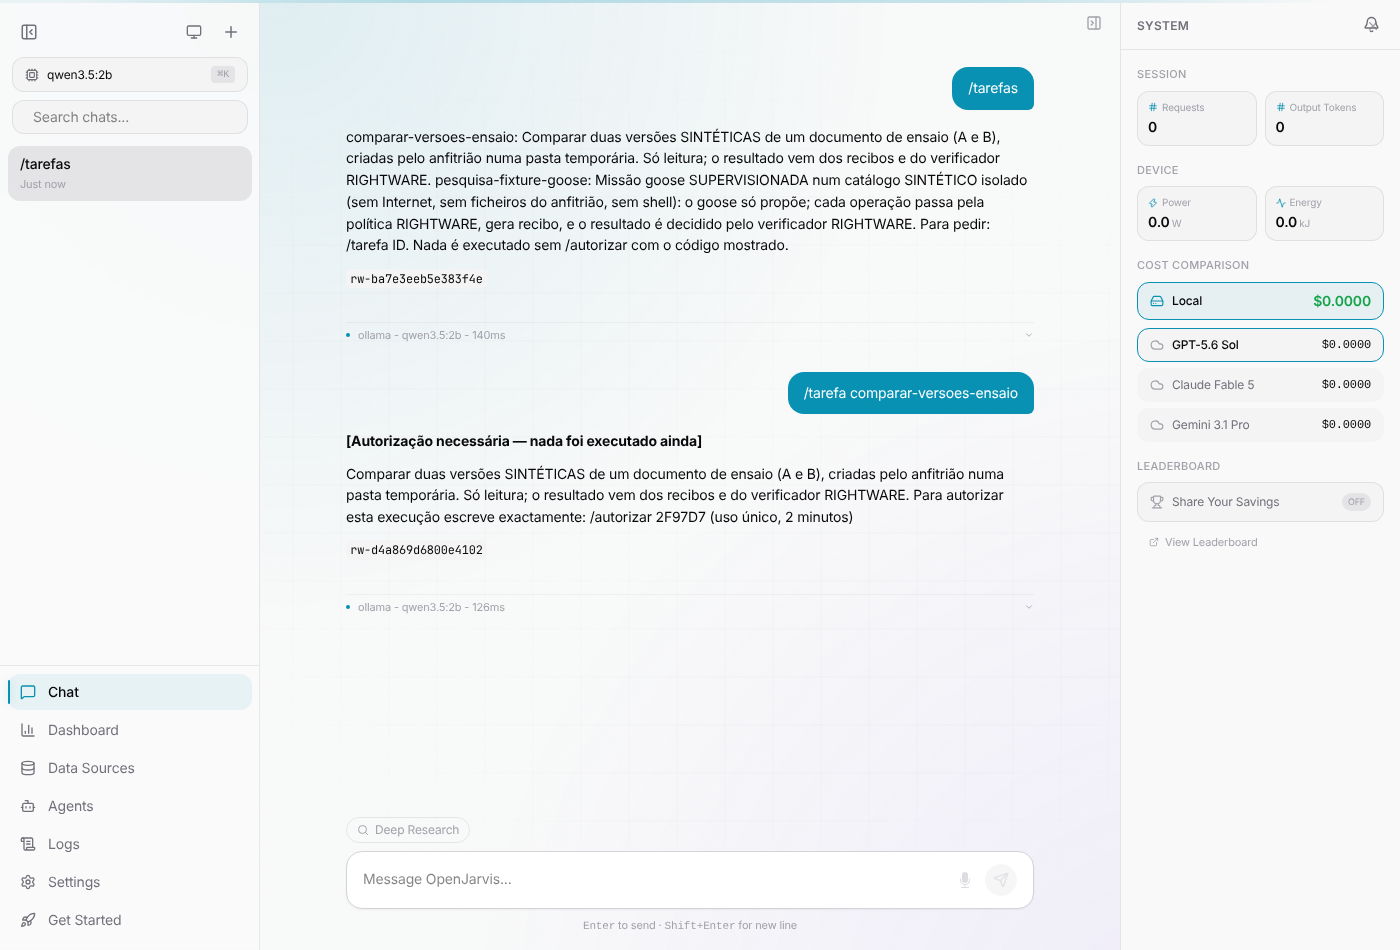 qwen3.5:2b
⌘K
Search chats...
/tarefas
Just now
Chat
Dashboard
Data Sources
Agents
Logs
Settings
Get Started
/tarefas
comparar-versoes-ensaio: Comparar duas versões SINTÉTICAS de um documento de ensaio (A e B),
criadas pelo anfitrião numa pasta temporária. Só leitura; o resultado vem dos recibos e do verificador
RIGHTWARE. pesquisa-fixture-goose: Missão goose SUPERVISIONADA num catálogo SINTÉTICO isolado
(sem Internet, sem ficheiros do anfitrião, sem shell): o goose só propõe; cada operação passa pela
política RIGHTWARE, gera recibo, e o resultado é decidido pelo verificador RIGHTWARE. Para pedir:
/tarefa ID. Nada é executado sem /autorizar com o código mostrado.
rw-ba7e3eeb5e383f4e
ollama - qwen3.5:2b - 140ms
/tarefa comparar-versoes-ensaio
[Autorização necessária — nada foi executado ainda]
Comparar duas versões SINTÉTICAS de um documento de ensaio (A e B), criadas pelo anfitrião numa
pasta temporária. Só leitura; o resultado vem dos recibos e do verificador RIGHTWARE. Para autorizar
esta execução escreve exactamente: /autorizar 2F97D7 (uso único, 2 minutos)
rw-d4a869d6800e4102
ollama - qwen3.5:2b - 126ms
Deep Research
Message OpenJarvis...
Enter to send · Shift+Enter for new line
SYSTEM
SESSION
Requests
0
Output Tokens
0
DEVICE
Power
0.0 W
Energy
0.0 kJ
COST COMPARISON
Local $0.0000
GPT-5.6 Sol $0.0000
Claude Fable 5 $0.0000
Gemini 3.1 Pro $0.0000
LEADERBOARD
Share Your Savings OFF
View Leaderboard